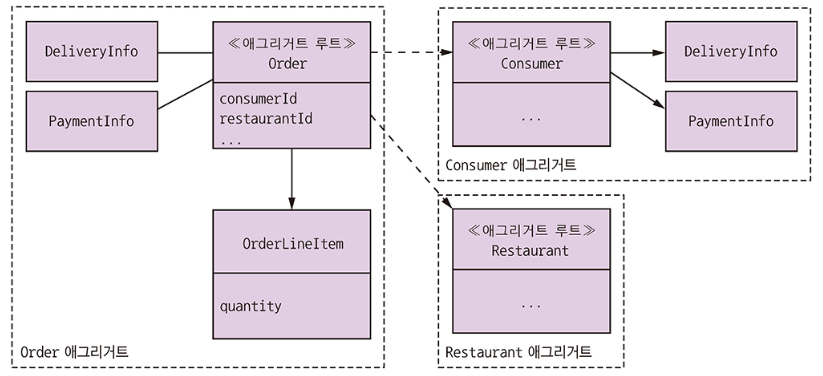 DeliveryInfo
PaymentInfo
≪애그리거트 루트≫
Order
consumerId
restaurantId
...
OrderLineItem
quantity
Order 애그리거트
≪애그리거트 루트≫
Consumer
...
DeliveryInfo
PaymentInfo
Consumer 애그리거트
≪애그리거트 루트≫
Restaurant
...
Restaurant 애그리거트